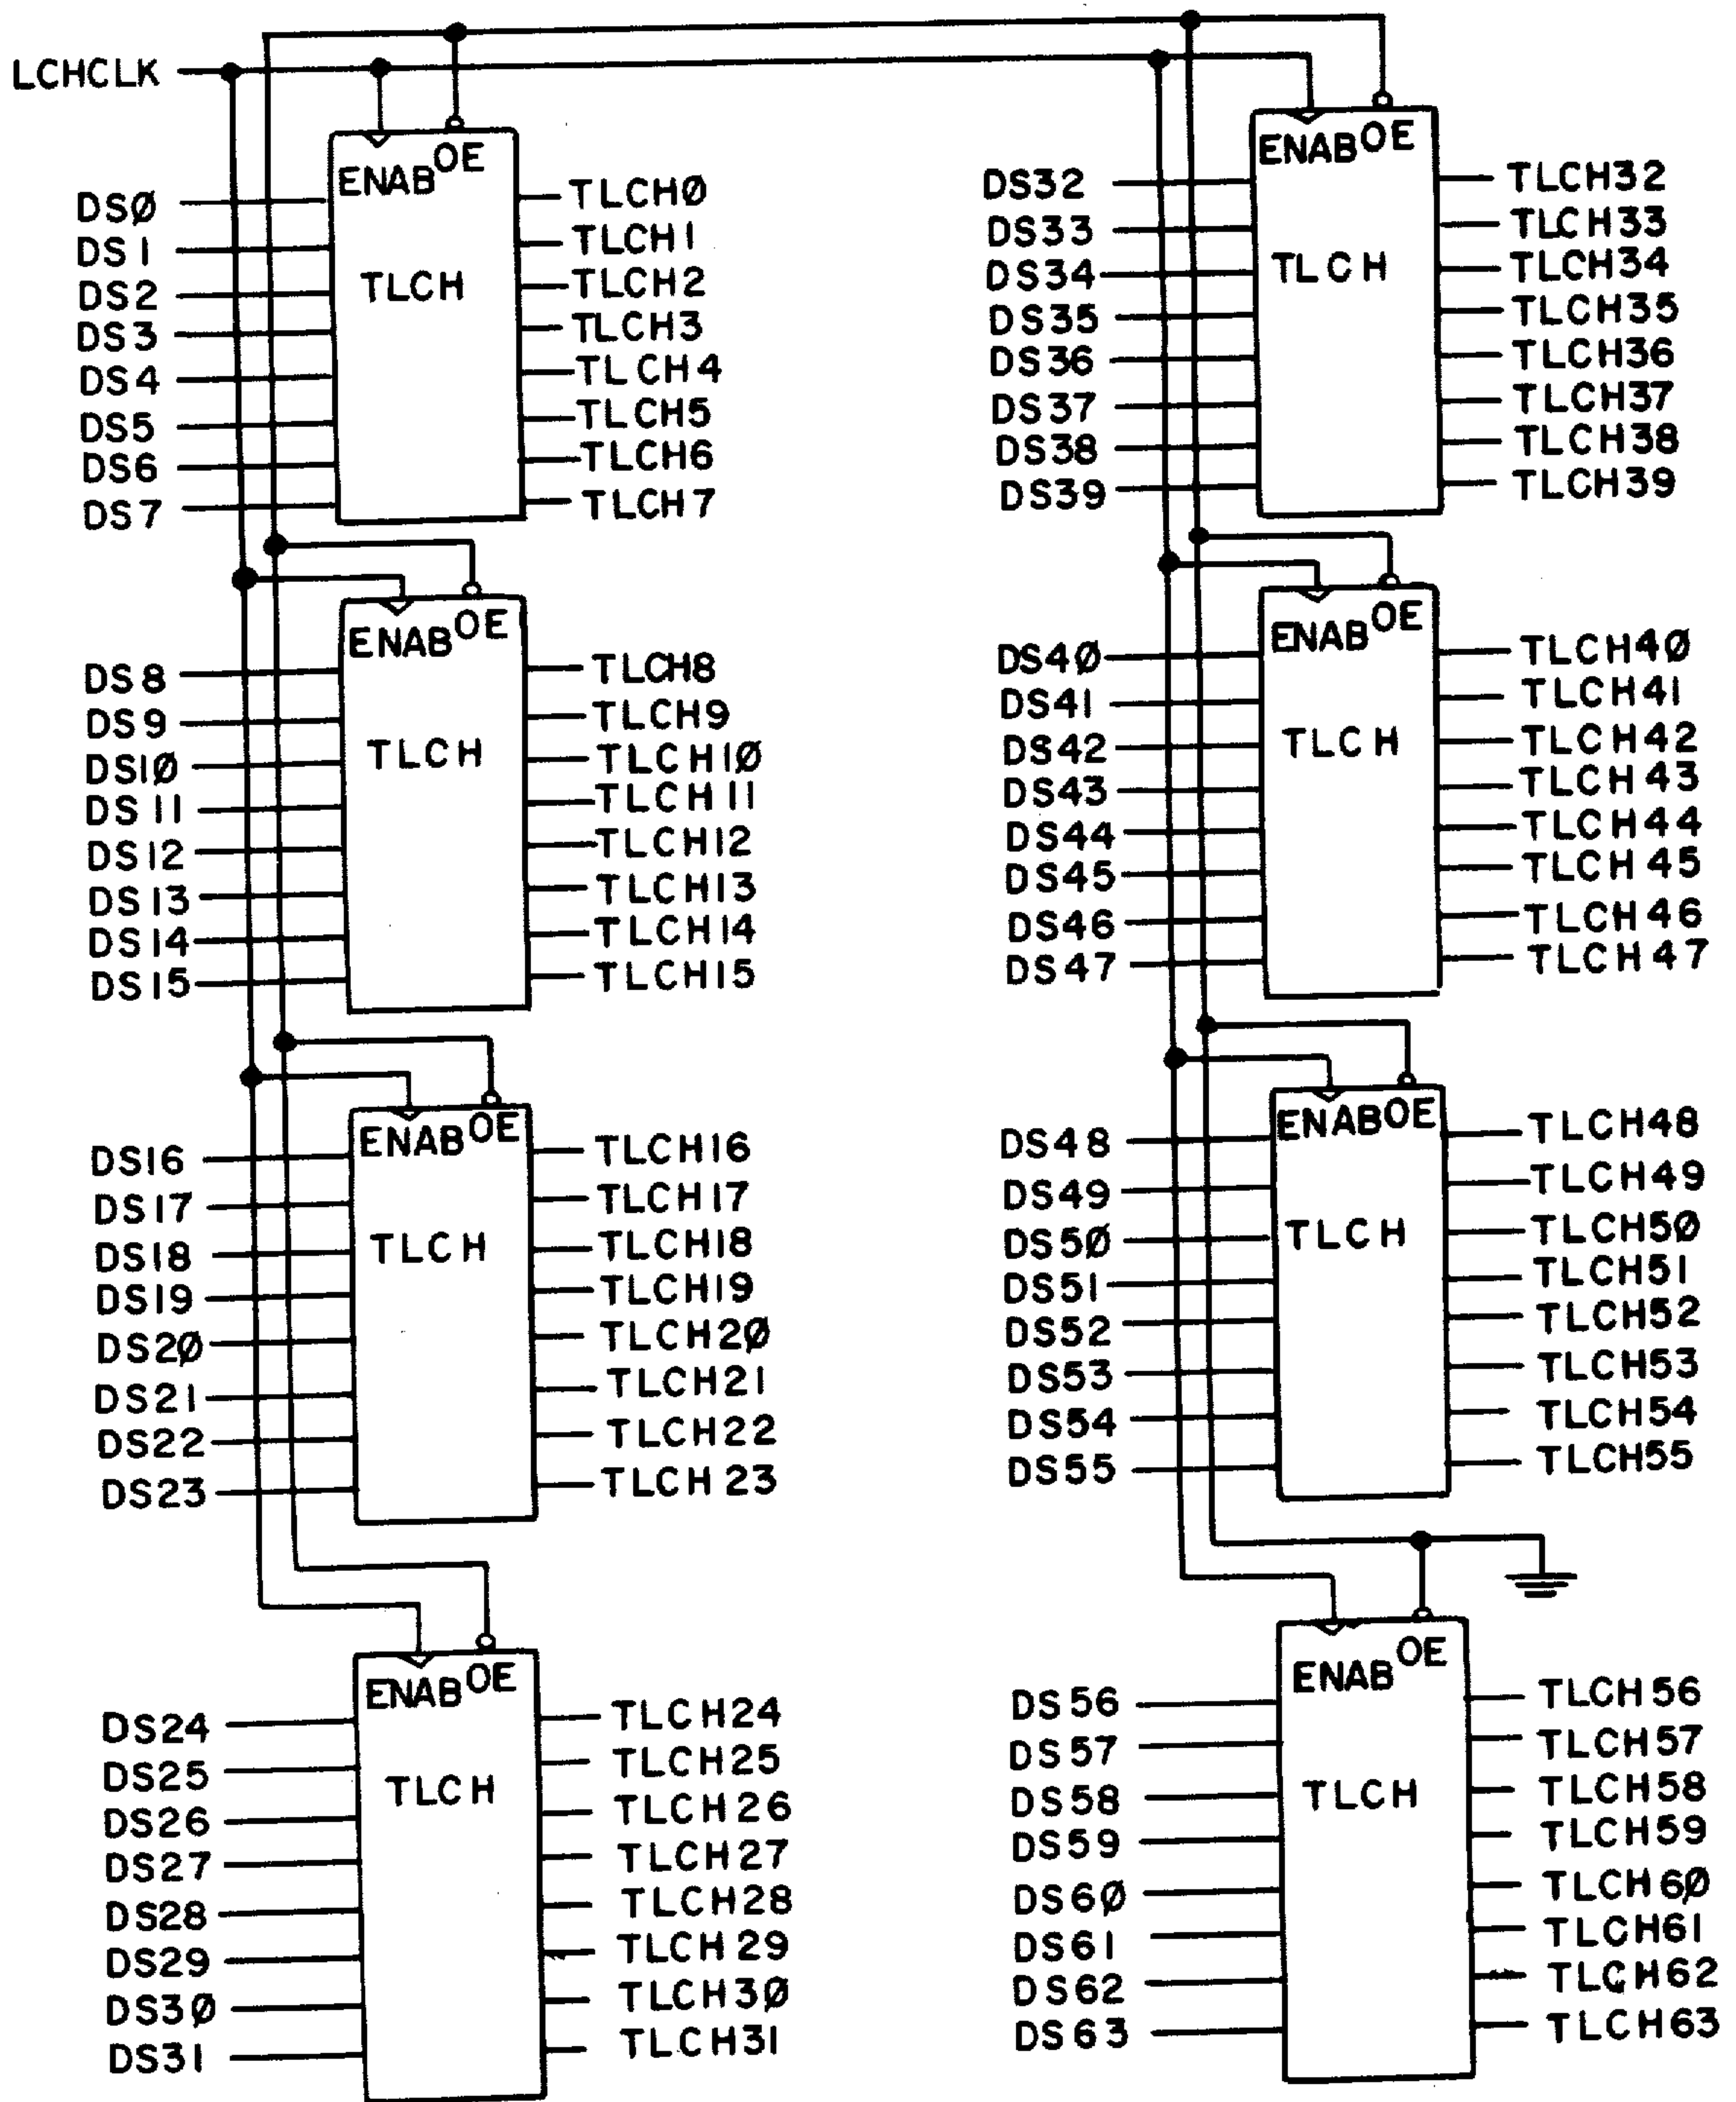 LCHCLK
ENAB OE
DSØ
DS1
DS2
DS3
DS4
DS5
DS6
DS7
TLCH
TLCHØ
TLCH1
TLCH2
TLCH3
TLCH4
TLCH5
TLCH6
TLCH7
ENAB OE
DS8
DS9
DS1Ø
DS11
DS12
DS13
DS14
DS15
TLCH
TLCH8
TLCH9
TLCH1Ø
TLCH11
TLCH12
TLCH13
TLCH14
TLCH15
ENAB OE
DS16
DS17
DS18
DS19
DS2Ø
DS21
DS22
DS23
TLCH
TLCH16
TLCH17
TLCH18
TLCH19
TLCH2Ø
TLCH21
TLCH22
TLCH23
ENAB OE
DS24
DS25
DS26
DS27
DS28
DS29
DS3Ø
DS31
TLCH
TLCH24
TLCH25
TLCH26
TLCH27
TLCH28
TLCH29
TLCH3Ø
TLCH31
ENAB OE
DS32
DS33
DS34
DS35
DS36
DS37
DS38
DS39
TLCH
TLCH32
TLCH33
TLCH34
TLCH35
TLCH36
TLCH37
TLCH38
TLCH39
ENAB OE
DS4Ø
DS41
DS42
DS43
DS44
DS45
DS46
DS47
TLCH
TLCH4Ø
TLCH41
TLCH42
TLCH43
TLCH44
TLCH45
TLCH46
TLCH47
ENAB OE
DS48
DS49
DS5Ø
DS51
DS52
DS53
DS54
DS55
TLCH
TLCH48
TLCH49
TLCH5Ø
TLCH51
TLCH52
TLCH53
TLCH54
TLCH55
ENAB OE
DS56
DS57
DS58
DS59
DS6Ø
DS61
DS62
DS63
TLCH
TLCH56
TLCH57
TLCH58
TLCH59
TLCH6Ø
TLCH61
TLCH62
TLCH63